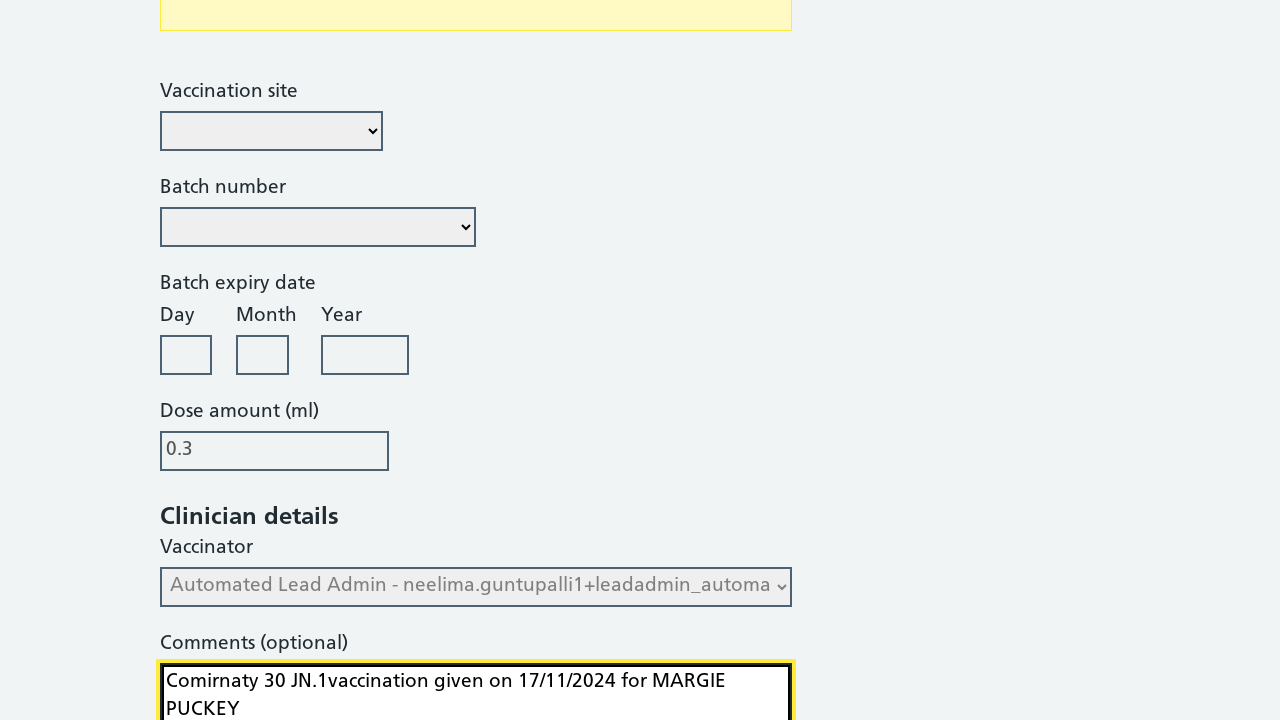 Vaccination site
Batch number
Batch expiry date
Day Month Year
Dose amount (ml)
0.3
Clinician details
Vaccinator
Automated Lead Admin - neelima.guntupalli1+leadadmin_automa
Comments (optional)
Comirnaty 30 JN.1vaccination given on 17/11/2024 for MARGIE
PUCKEY